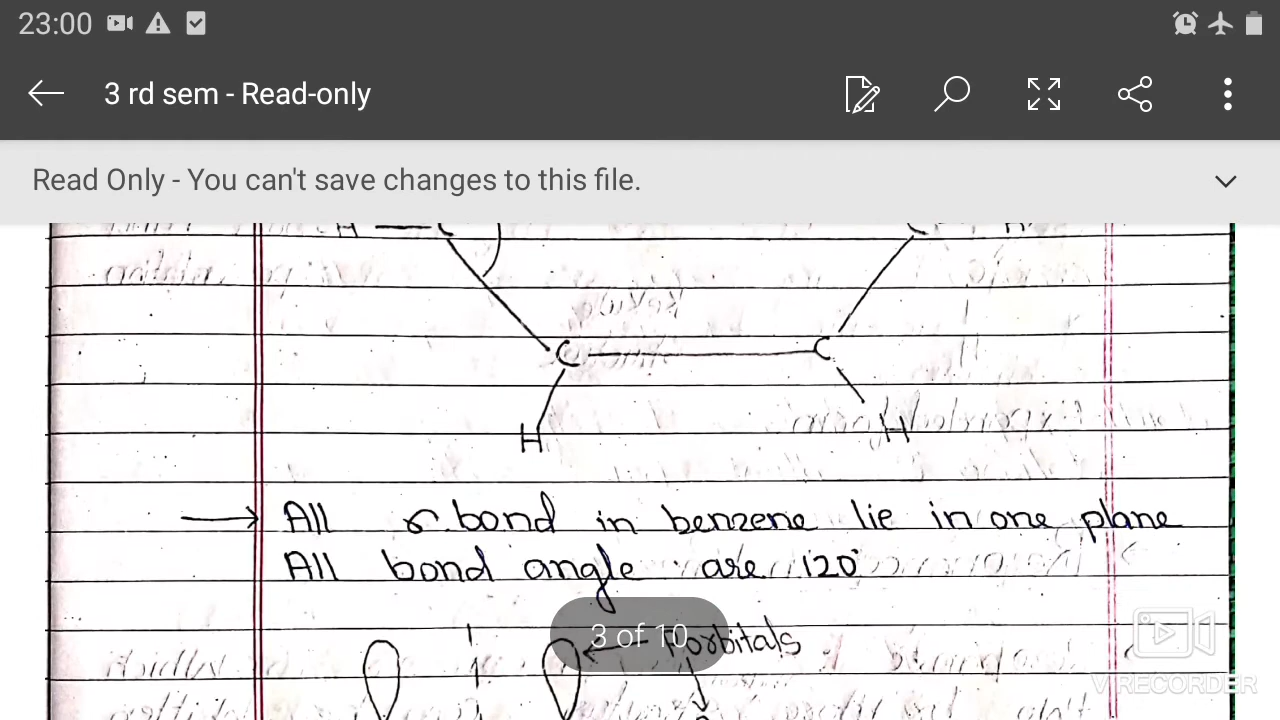 23:00
3 rd sem - Read-only
Read Only - You can't save changes to this file.
H C C H
C C
H H
All σ bond in benzene lie in one plane
All bond angle are 120°
3 of 10
orbitals
V RECORDER